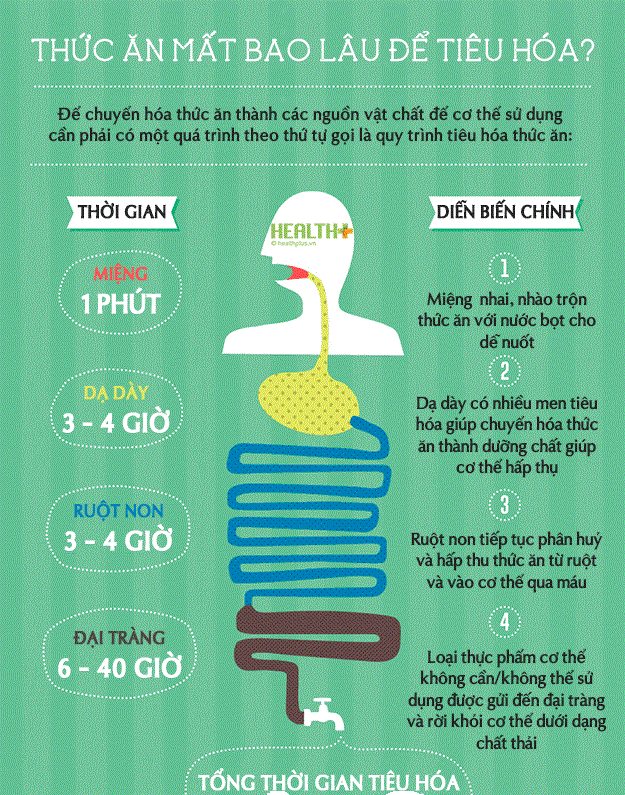 THỨC ĂN MẤT BAO LÂU ĐỂ TIÊU HÓA?
Để chuyển hóa thức ăn thành các nguồn vật chất để cơ thể sử dụng
cần phải có một quá trình theo thứ tự gọi là quy trình tiêu hóa thức ăn:
THỜI GIAN
MIỆNG
1 PHÚT
DẠ DÀY
3 - 4 GIỜ
RUỘT NON
3 - 4 GIỜ
ĐẠI TRÀNG
6 - 40 GIỜ
HEALTH+
© healthplus.vn
DIỄN BIẾN CHÍNH
1
Miệng nhai, nhào trộn
thức ăn với nước bọt cho
dễ nuốt
2
Dạ dày có nhiều men tiêu
hóa giúp chuyển hóa thức
ăn thành dưỡng chất giúp
cơ thể hấp thụ
3
Ruột non tiếp tục phân huỷ
và hấp thu thức ăn từ ruột
và vào cơ thể qua máu
4
Loại thực phẩm cơ thể
không cần/không thể sử
dụng được gửi đến đại tràng
và rời khỏi cơ thể dưới dạng
chất thải
TỔNG THỜI GIAN TIÊU HÓA